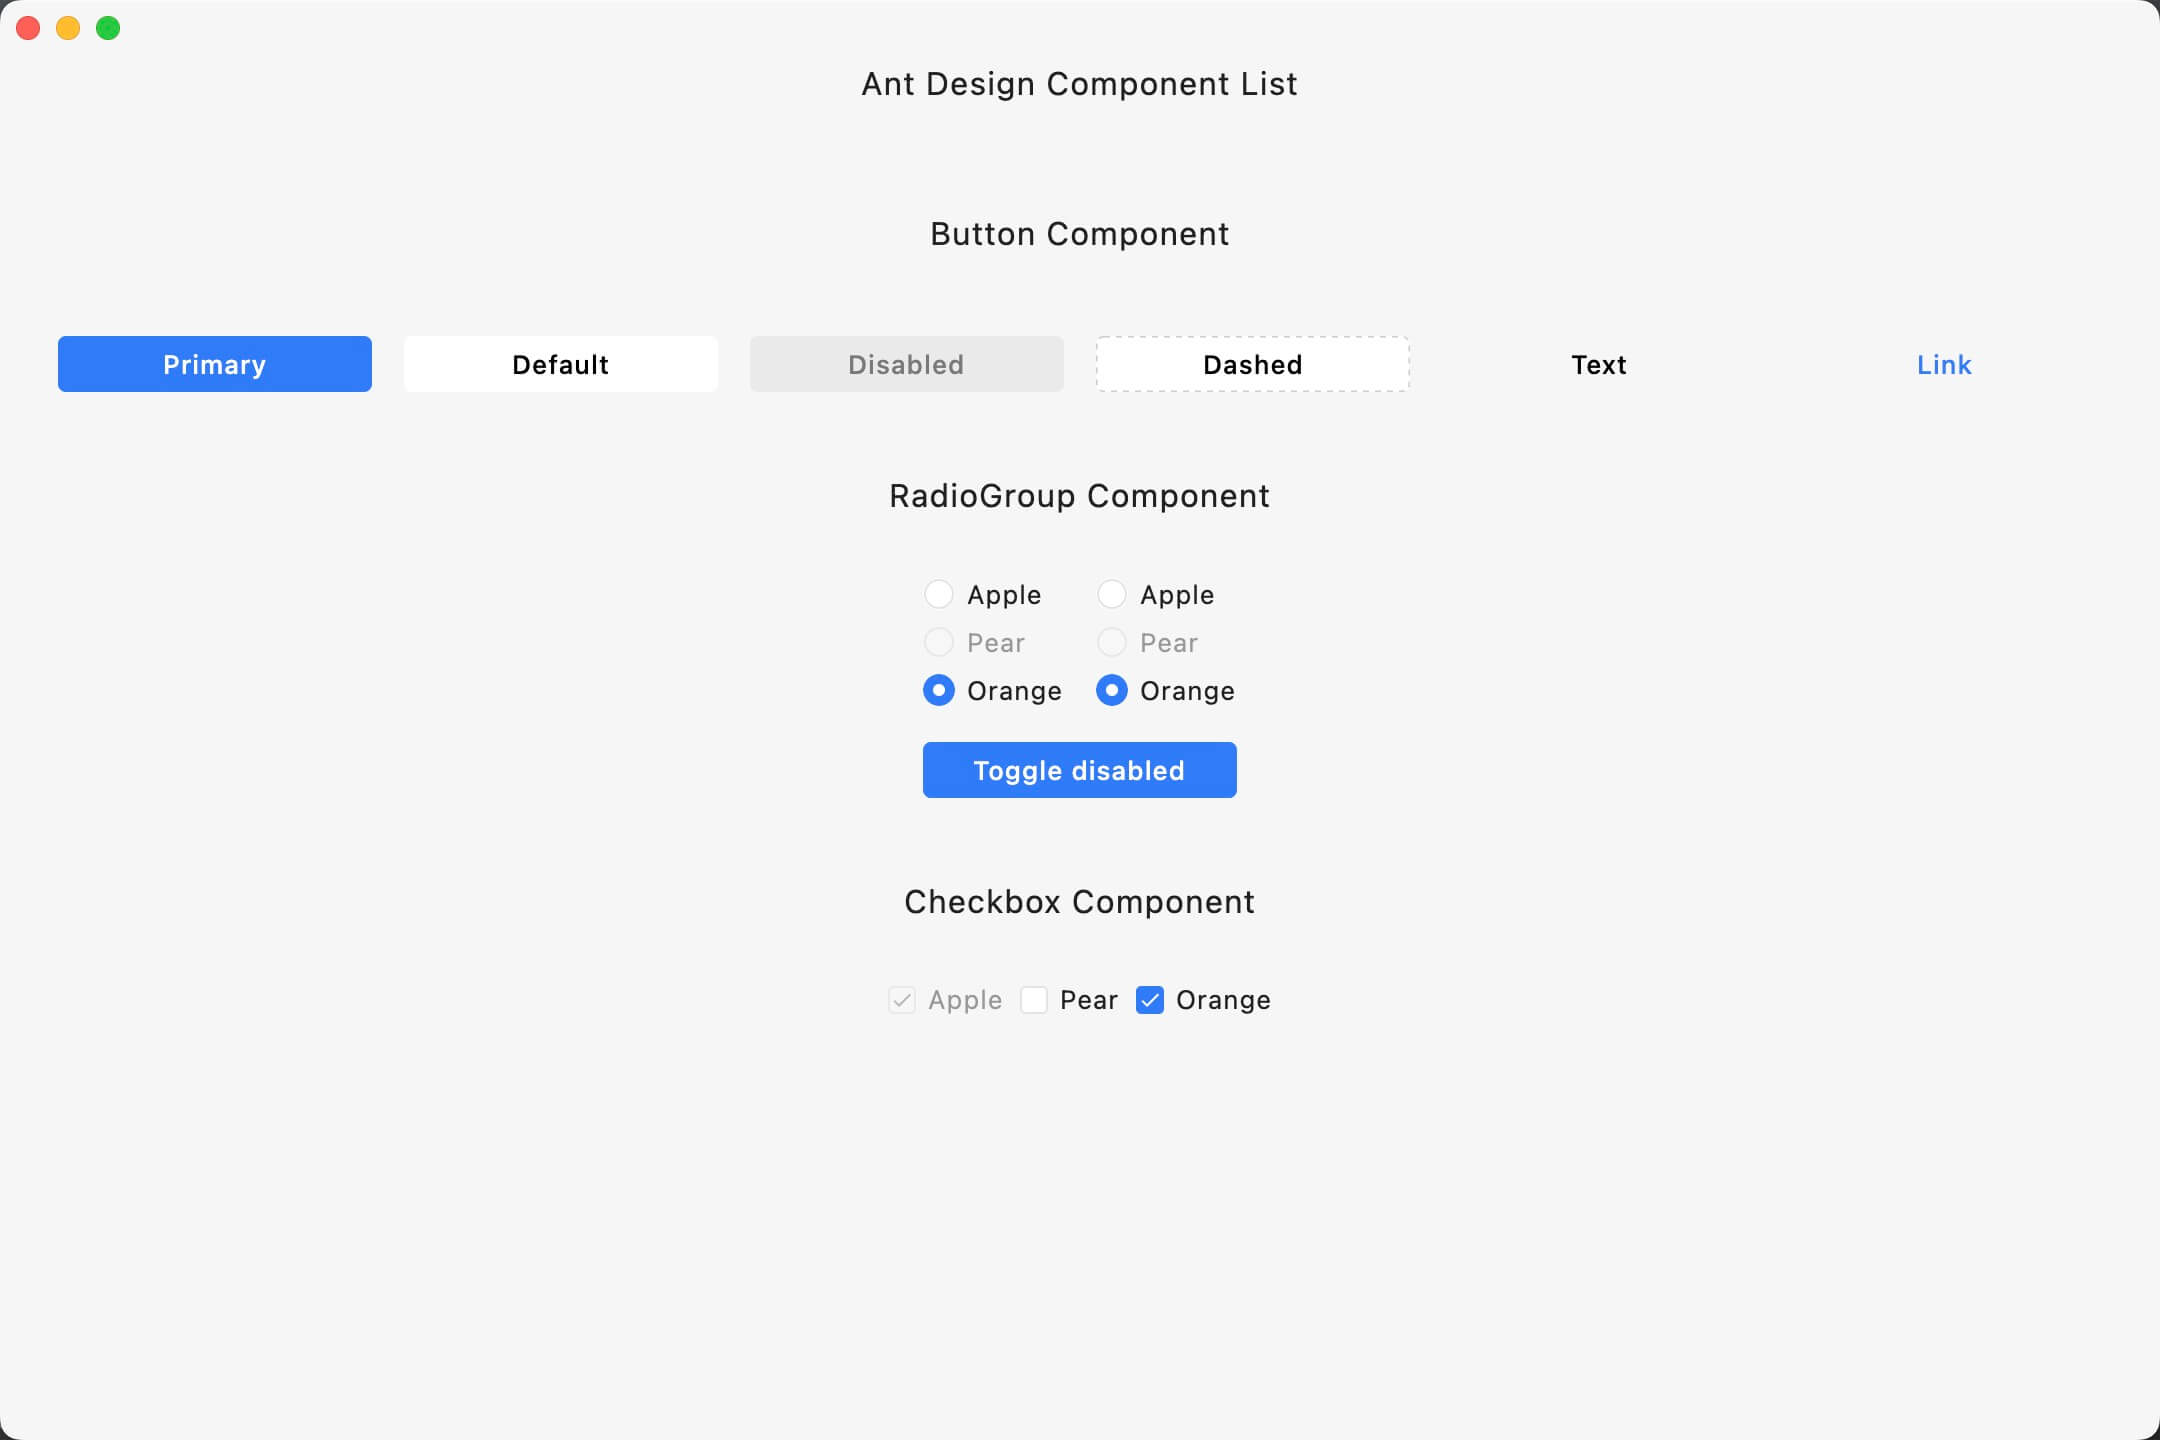 Ant Design Component List
Button Component
Primary Default Disabled Dashed Text Link
RadioGroup Component
Apple Apple
Pear Pear
Orange Orange
Toggle disabled
Checkbox Component
Apple Pear Orange